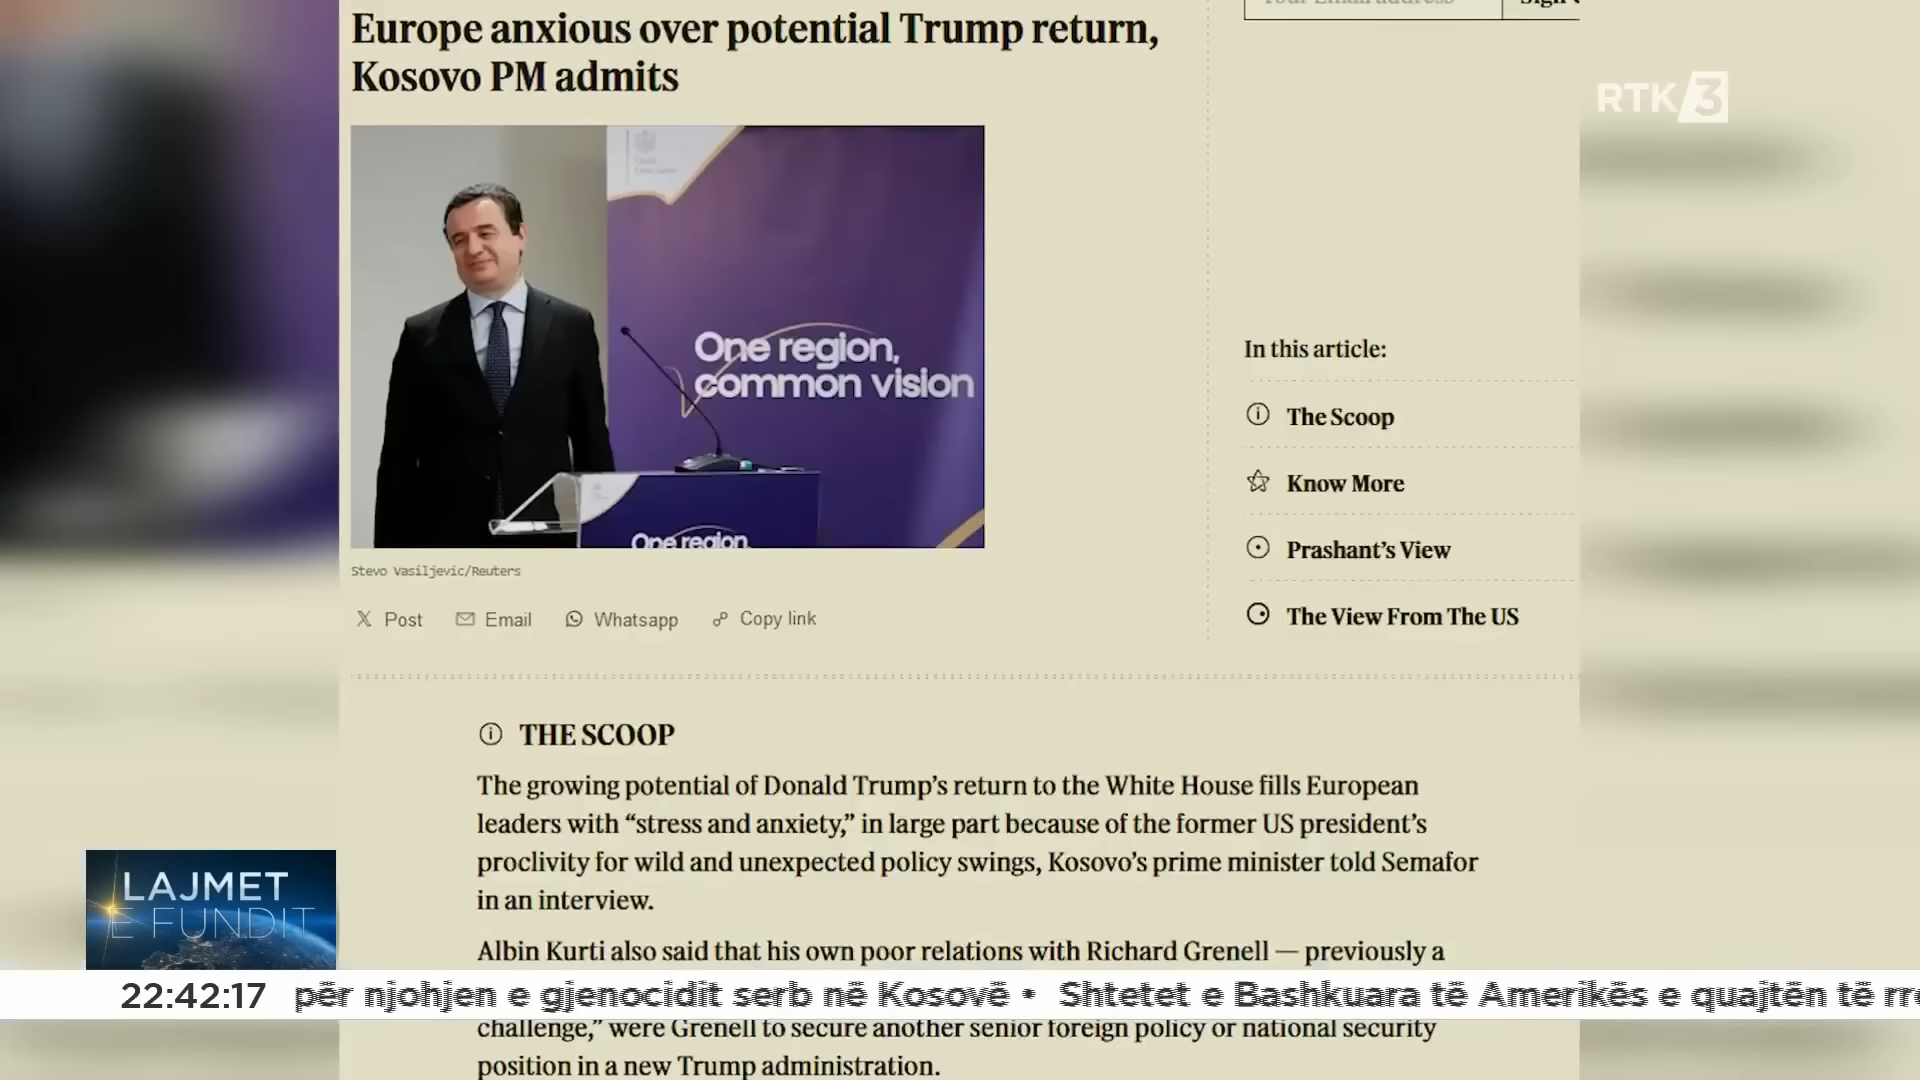 Europe anxious over potential Trump return,
Kosovo PM admits
RTK 3
One region,
common vision
One region,
Stevo Vasiljevic/Reuters
Post
Email
Whatsapp
Copy link
In this article:
The Scoop
Know More
Prashant's View
The View From The US
THE SCOOP
The growing potential of Donald Trump's return to the White House fills European
leaders with “stress and anxiety,” in large part because of the former US president's
proclivity for wild and unexpected policy swings, Kosovo's prime minister told Semafor
in an interview.
Albin Kurti also said that his own poor relations with Richard Grenell — previously a
LAJMET
E FUNDIT
22:42:17 për njohjen e gjenocidit serb në Kosovë • Shtetet e Bashkuara të Amerikës e quajtën të
challenge,” were Grenell to secure another senior foreign policy or national security
position in a new Trump administration.